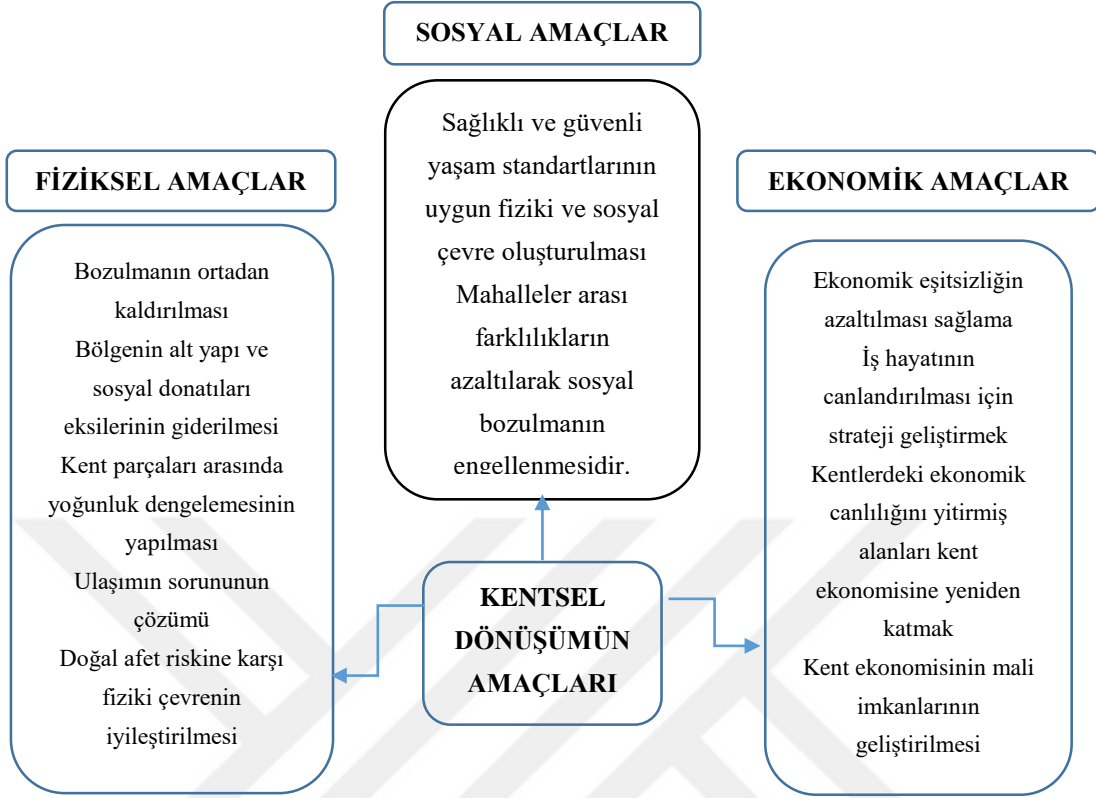 SOSYAL AMAÇLAR
Sağlıklı ve güvenli
yaşam standartlarının
uygun fiziki ve sosyal
çevre oluşturulması
Mahalleler arası
farklılıkların
azaltılarak sosyal
bozulmanın
engellenmesidir.
FİZİKSEL AMAÇLAR
Bozulmanın ortadan
kaldırılması
Bölgenin alt yapı ve
sosyal donatıları
eksilerinin giderilmesi
Kent parçaları arasında
yoğunluk dengelemesinin
yapılması
Ulaşımın sorununun
çözümü
Doğal afet riskine karşı
fiziki çevrenin
iyileştirilmesi
EKONOMİK AMAÇLAR
Ekonomik eşitsizliğin
azaltılması sağlama
İş hayatının
canlandırılması için
strateji geliştirmek
Kentlerdeki ekonomik
canlılığını yitirmiş
alanları kent
ekonomisine yeniden
katmak
Kent ekonomisinin mali
imkanlarının
geliştirilmesi
KENTSEL
DÖNÜŞÜMÜN
AMAÇLARI